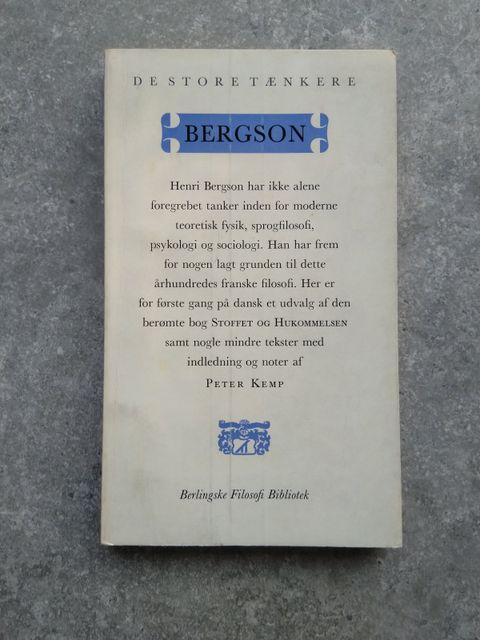 DE STORE TÆNKERE
BERGSON
Henri Bergson har ikke alene
foregrebet tanker inden for moderne
teoretisk fysik, sprogfilosofi,
psykologi og sociologi. Han har frem
for nogen lagt grunden til dette
århundredes franske filosofi. Her er
for første gang på dansk et udvalg af den
berømte bog STOFFET OG HUKOMMELSEN
samt nogle mindre tekster med
indledning og noter af
PETER KEMP
Berlingske Filosofi Bibliotek